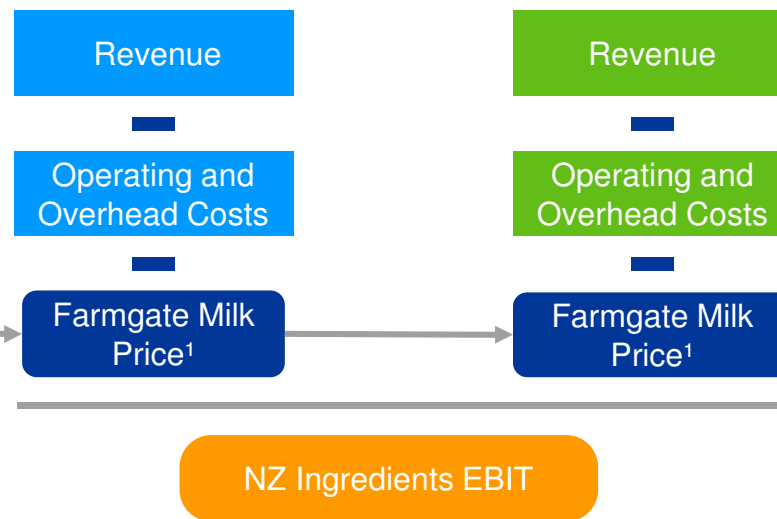 Revenue
Revenue
Operating and
Overhead Costs
Operating and
Overhead Costs
Farmgate Milk
Price¹
Farmgate Milk
Price¹
NZ Ingredients EBIT